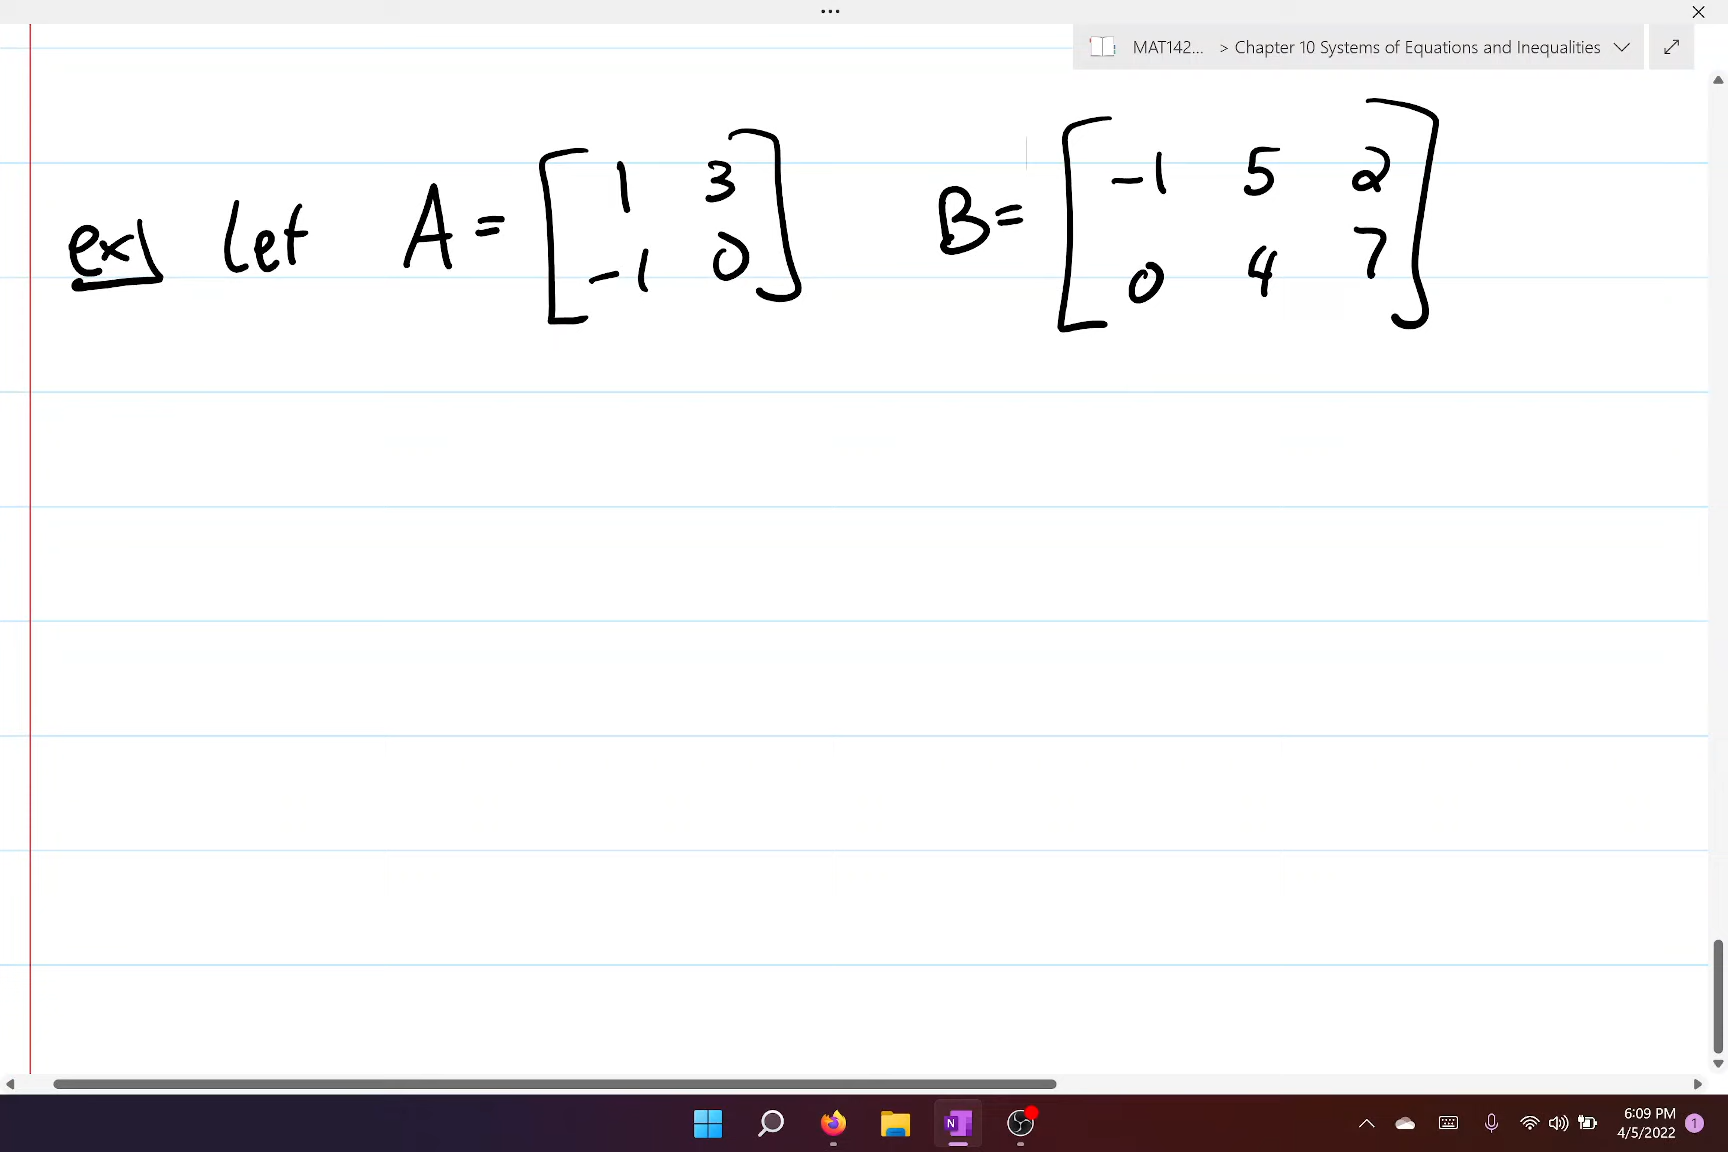 ...
MAT142... > Chapter 10 Systems of Equations and Inequalities
ex) Let A = [ 1 3 B = [ -1 5 2
-1 0 ] 0 4 7 ]
6:09 PM
4/5/2022 1